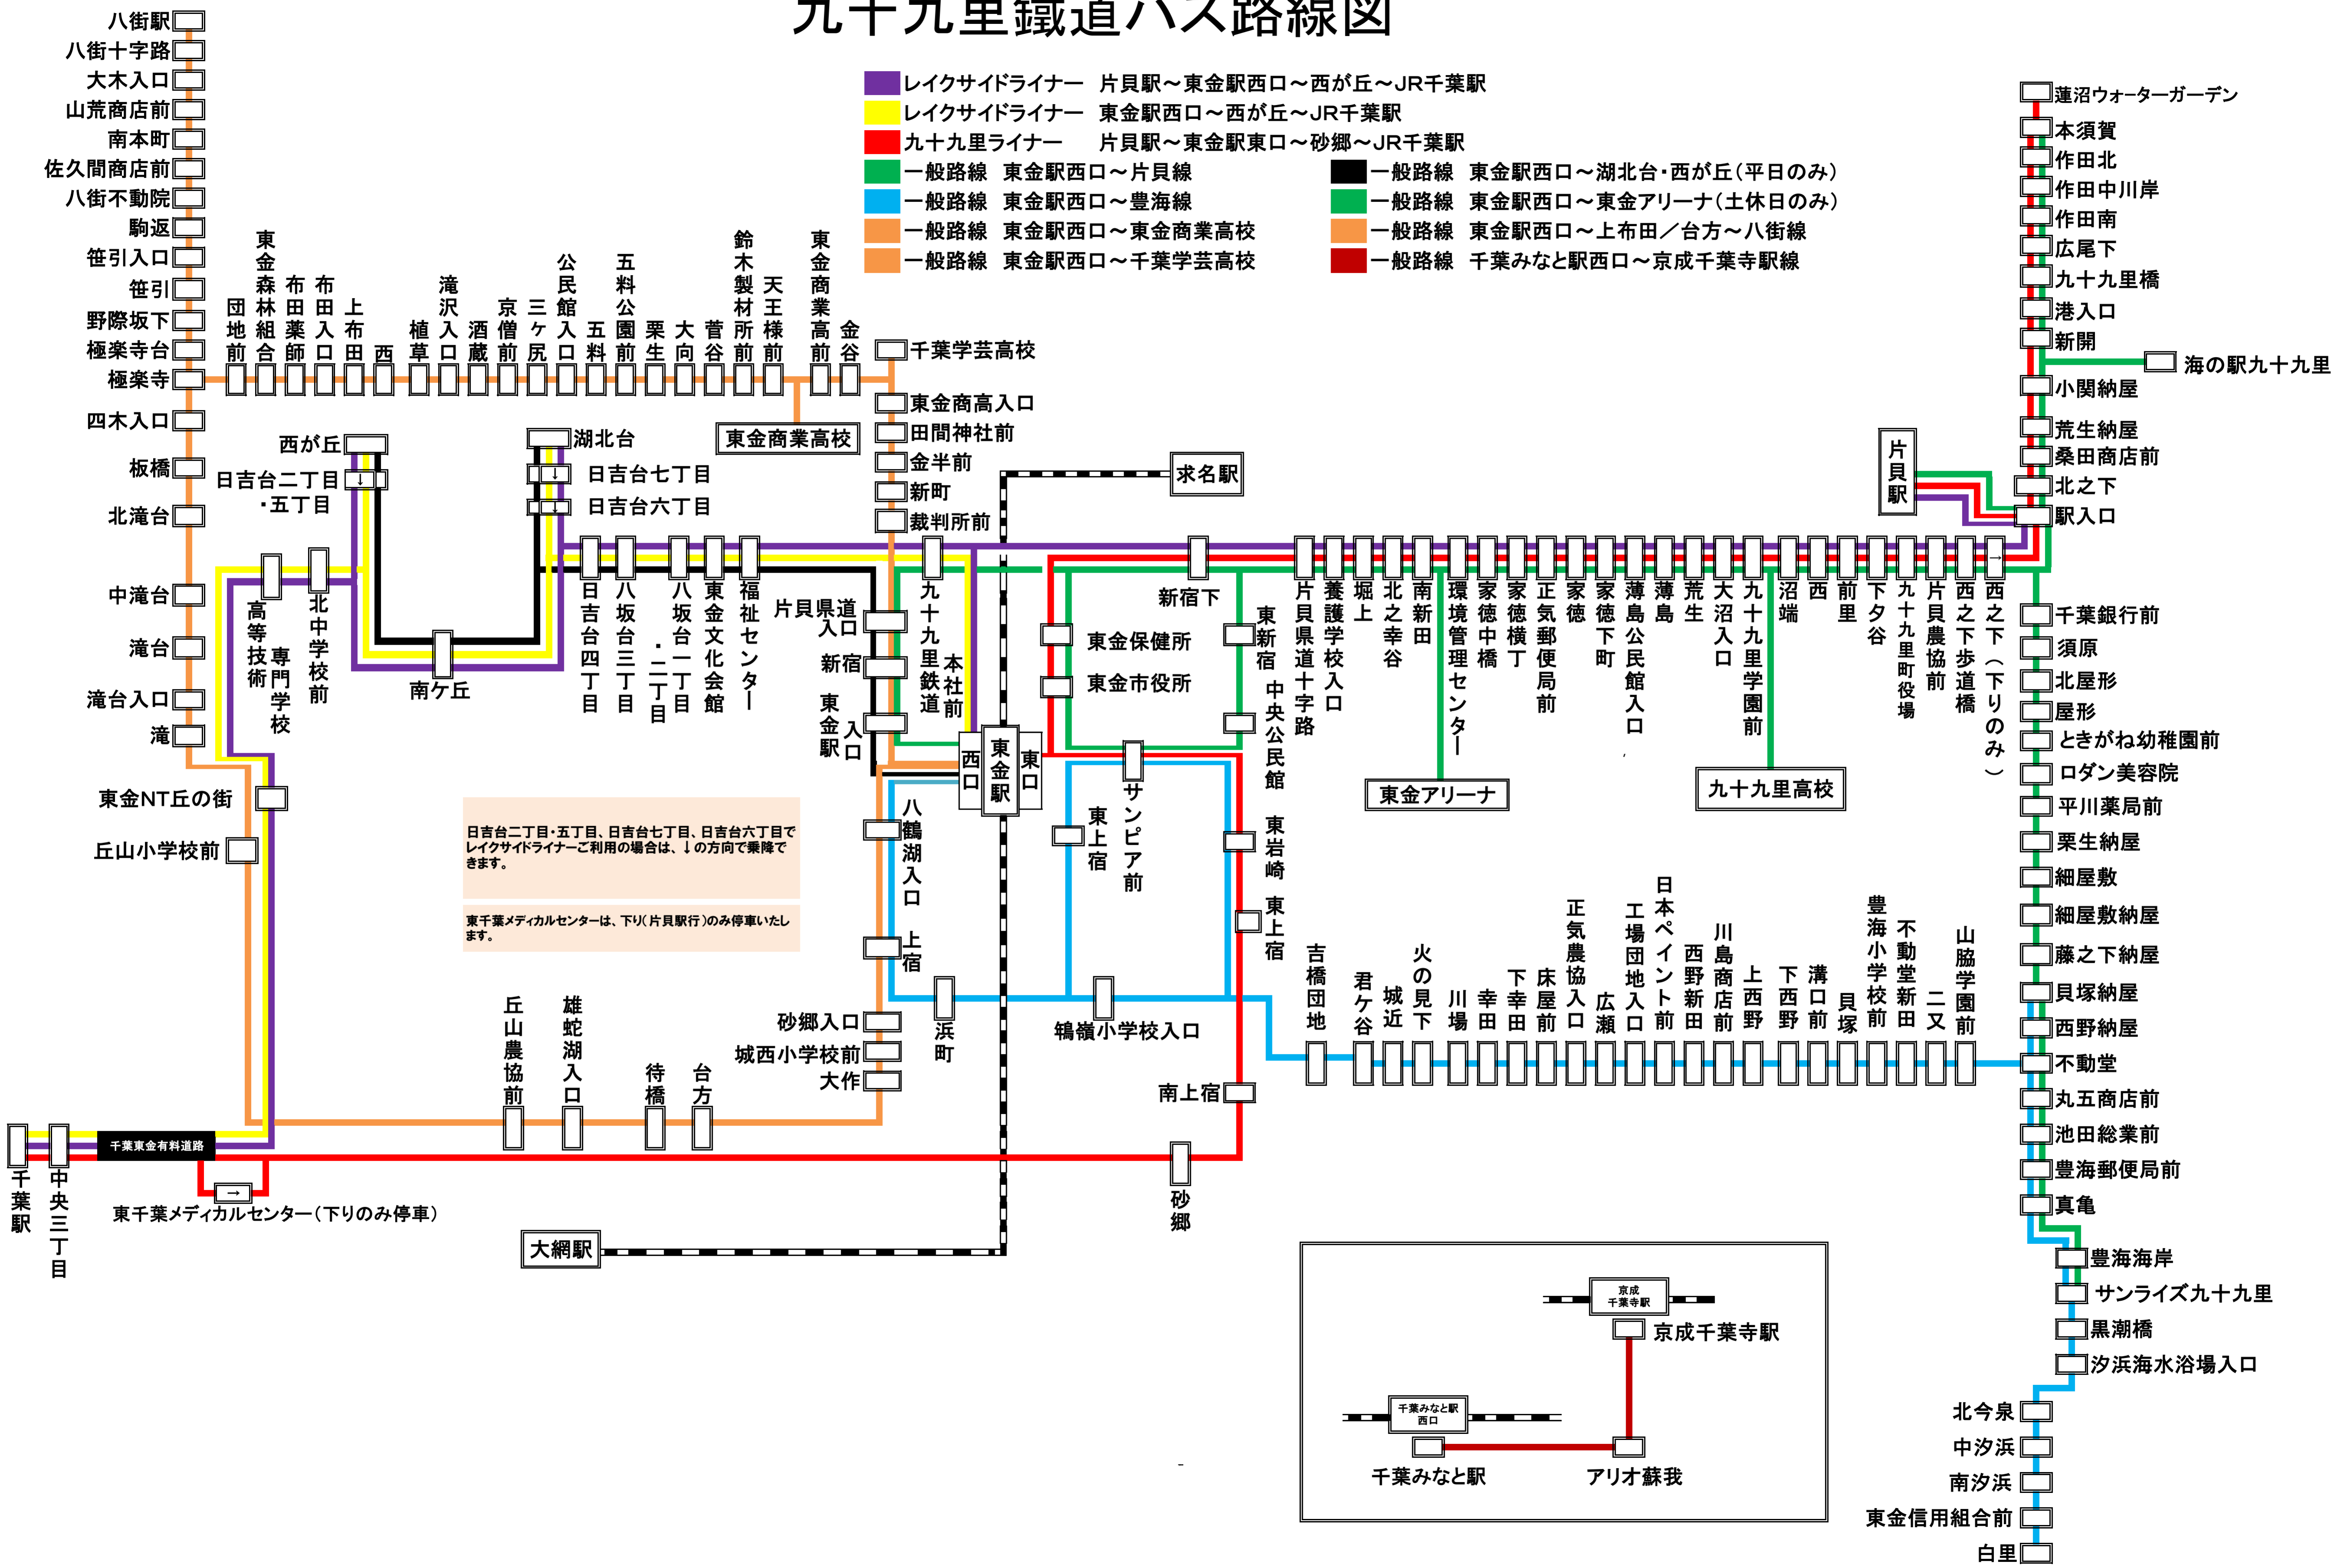 九十九里鐵道バス路線図
レイクサイドライナー　片貝駅～東金駅西口～西が丘～JR千葉駅
レイクサイドライナー　東金駅西口～西が丘～JR千葉駅
九十九里ライナー　片貝駅～東金駅東口～砂郷～JR千葉駅
一般路線　東金駅西口～片貝線
一般路線　東金駅西口～豊海線
一般路線　東金駅西口～東金商業高校
一般路線　東金駅西口～千葉学芸高校
一般路線　東金駅西口～湖北台・西が丘(平日のみ)
一般路線　東金駅西口～東金アリーナ(土休日のみ)
一般路線　東金駅西口～上布田／台方～八街線
一般路線　千葉みなと駅西口～京成千葉寺駅線
八街駅
八街十字路
大木入口
山荒商店前
南本町
佐久間商店前
八街不動院
駒返
笹引入口
笹引
野際坂下
極楽寺台
極楽寺
四木入口
板橋
北滝台
中滝台
滝台
滝台入口
滝
団地前
東金森林組合
布田薬師
布田入口
上布田
西
植草
滝沢入口
酒蔵
京僧前
三ヶ尻
公民館入口
五料
五料公園前
栗生
大向
菅谷
鈴木製材所前
天王様前
東金商業高前
金谷
東金商業高校
千葉学芸高校
東金商高入口
田間神社前
金半前
新町
裁判所前
西が丘
日吉台二丁目
・五丁目
↓
湖北台
日吉台七丁目
↓
日吉台六丁目
↓
高等技術
専門学校
北中学校前
南ケ丘
日吉台四丁目
八坂台三丁目
八坂台一丁目
・二丁目
東金文化会館
福祉センター
片貝県道
入口
新宿
東金駅
入口
九十九里鉄道
本社前
西口
東金駅
東口
求名駅
新宿下
東金保健所
東金市役所
東新宿
中央公民館
サンピア前
東上宿
東岩崎
東上宿
南上宿
砂郷
片貝県道十字路
養護学校入口
堀上
北之幸谷
南新田
環境管理センター
家徳中橋
家徳横丁
正気郵便局前
家徳
家徳下町
薄島公民館入口
薄島
荒生
大沼入口
九十九里学園前
沼端
西
前里
下タ谷
九十九里町役場
片貝農協前
西之下歩道橋
西之下(下りのみ)
→
東金アリーナ
九十九里高校
片貝駅
蓮沼ウォーターガーデン
本須賀
作田北
作田中川岸
作田南
広尾下
九十九里橋
港入口
新開
海の駅九十九里
小関納屋
荒生納屋
桑田商店前
北之下
駅入口
千葉銀行前
須原
北屋形
屋形
ときがね幼稚園前
ロダン美容院
平川薬局前
栗生納屋
細屋敷
細屋敷納屋
藤之下納屋
貝塚納屋
西野納屋
不動堂
丸五商店前
池田総業前
豊海郵便局前
真亀
豊海海岸
サンライズ九十九里
黒潮橋
汐浜海水浴場入口
北今泉
中汐浜
南汐浜
東金信用組合前
白里
東金NT丘の街
丘山小学校前
日吉台二丁目・五丁目、日吉台七丁目、日吉台六丁目で
レイクサイドライナーご利用の場合は、↓の方向で乗降で
きます。
東千葉メディカルセンターは、下り(片貝駅行)のみ停車いたし
ます。
八鶴湖入口
上宿
砂郷入口
城西小学校前
大作
浜町
鴇嶺小学校入口
丘山農協前
雄蛇湖入口
待橋
台方
吉橋団地
君ケ谷
城近
火の見下
川場
幸田
下幸田
床屋前
正気農協入口
広瀬
工場団地入口
日本ペイント前
西野新田
川島商店前
上西野
下西野
溝口前
貝塚
豊海小学校前
不動堂新田
二又
山脇学園前
千葉駅
中央三丁目
千葉東金有料道路
→
東千葉メディカルセンター(下りのみ停車)
大網駅
京成
千葉寺駅
京成千葉寺駅
千葉みなと駅
西口
千葉みなと駅
アリオ蘇我